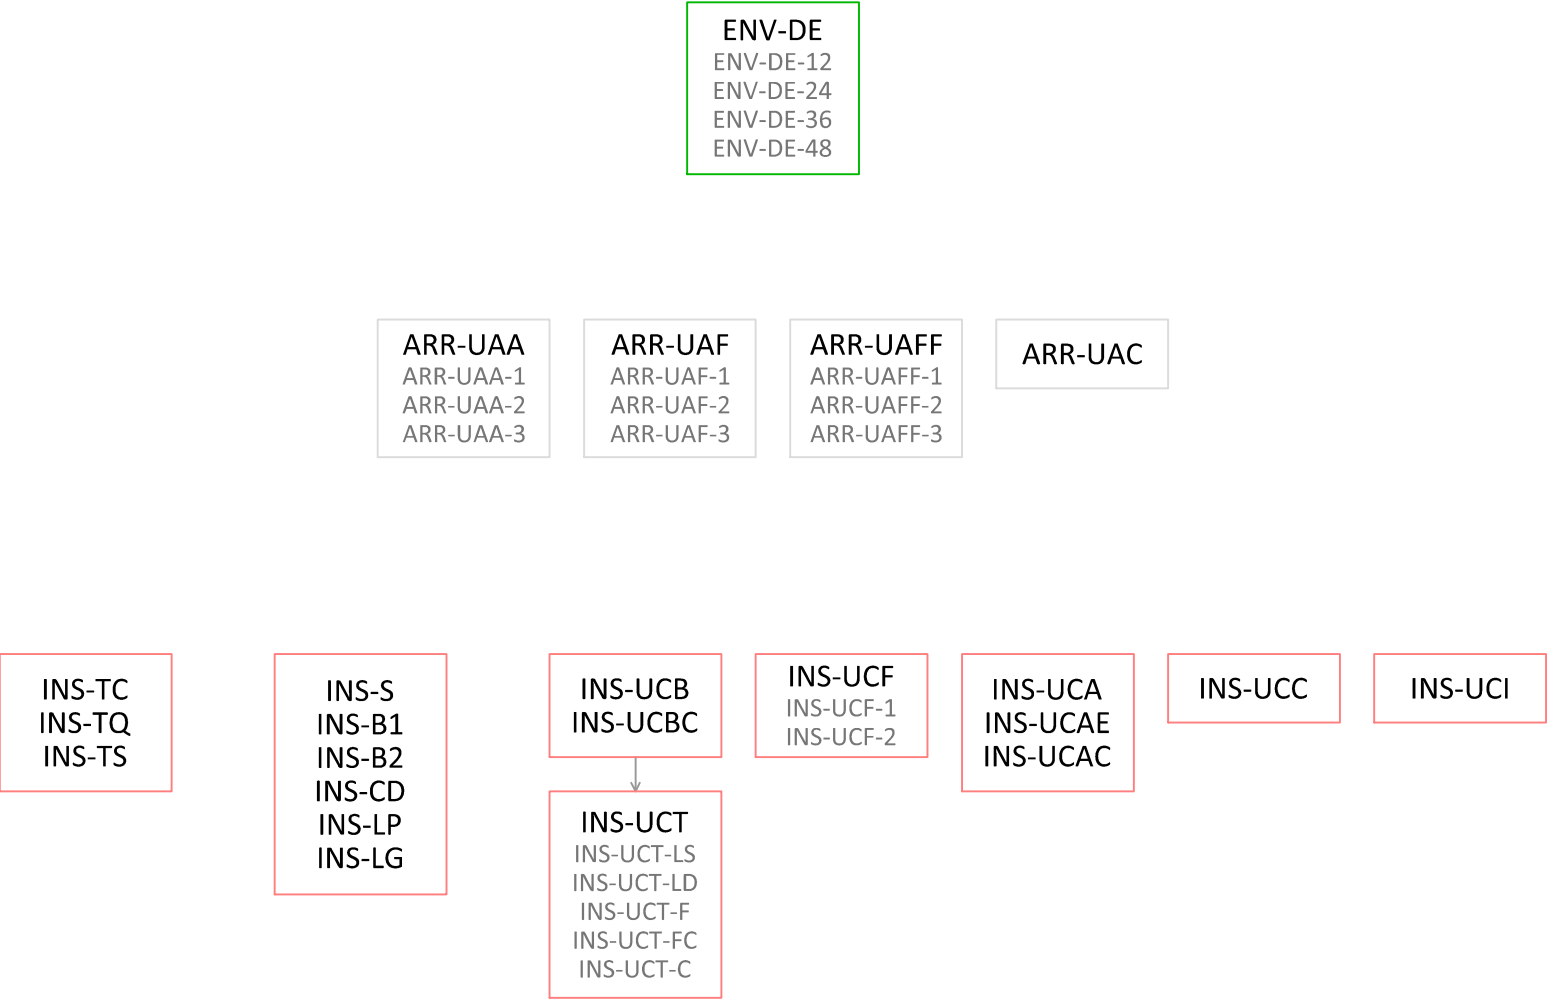 ENV-DE
ENV-DE-12
ENV-DE-24
ENV-DE-36
ENV-DE-48
ARR-UAA
ARR-UAA-1
ARR-UAA-2
ARR-UAA-3
ARR-UAF
ARR-UAF-1
ARR-UAF-2
ARR-UAF-3
ARR-UAFF
ARR-UAFF-1
ARR-UAFF-2
ARR-UAFF-3
ARR-UAC
INS-TC
INS-TQ
INS-TS
INS-S
INS-B1
INS-B2
INS-CD
INS-LP
INS-LG
INS-UCB
INS-UCBC
INS-UCT
INS-UCT-LS
INS-UCT-LD
INS-UCT-F
INS-UCT-FC
INS-UCT-C
INS-UCF
INS-UCF-1
INS-UCF-2
INS-UCA
INS-UCAE
INS-UCAC
INS-UCC
INS-UCI